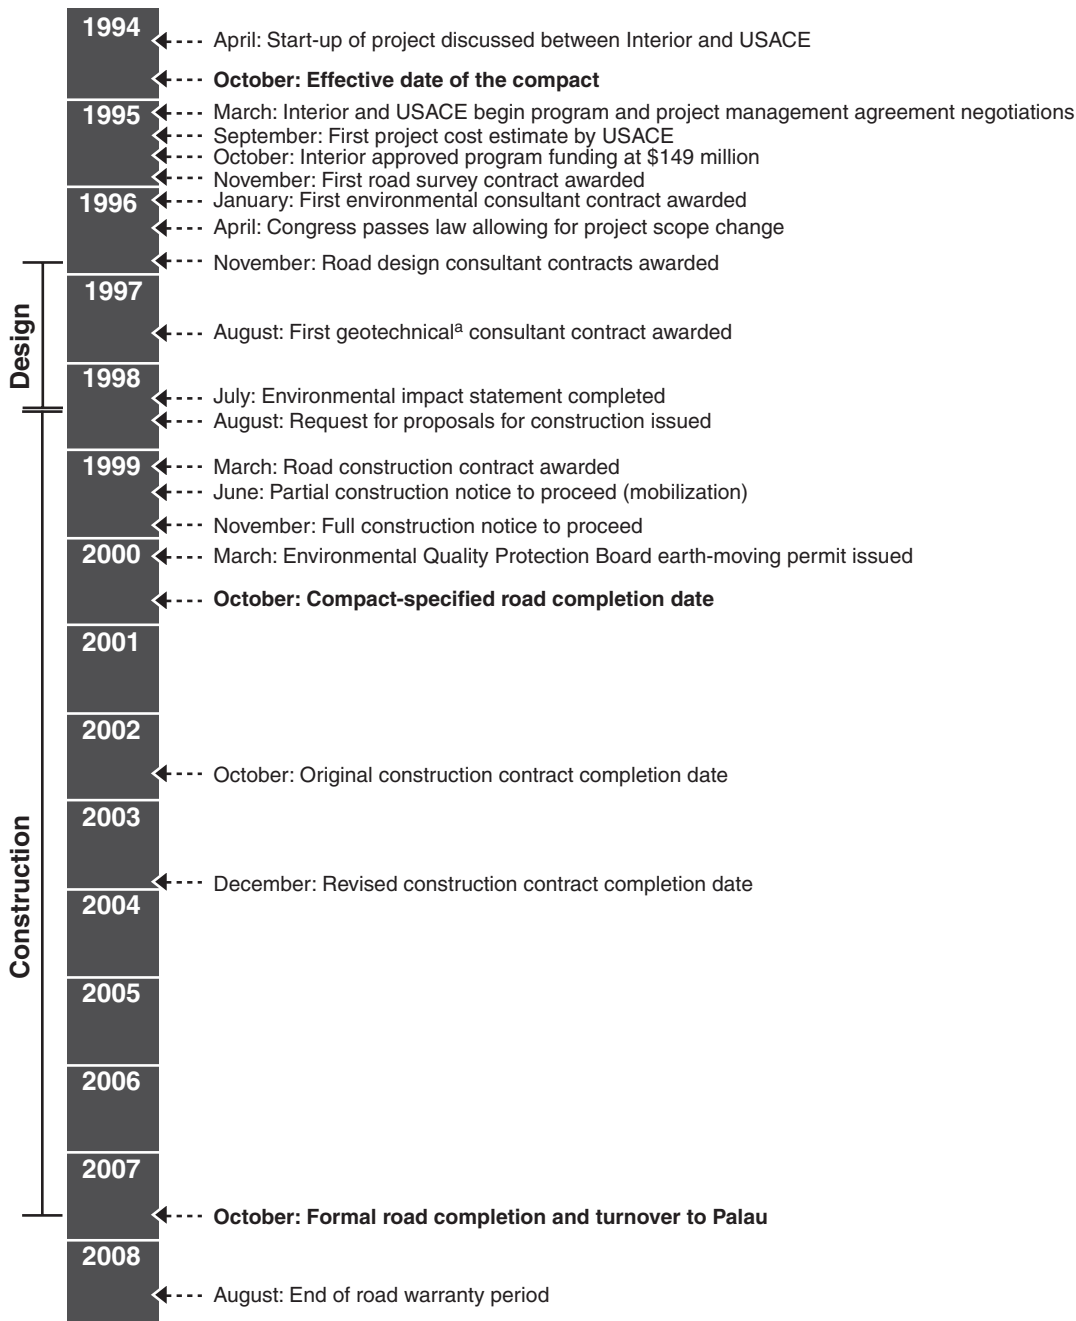 1994
April: Start-up of project discussed between Interior and USACE
October: Effective date of the compact
1995
March: Interior and USACE begin program and project management agreement negotiations
September: First project cost estimate by USACE
October: Interior approved program funding at $149 million
November: First road survey contract awarded
1996
January: First environmental consultant contract awarded
April: Congress passes law allowing for project scope change
November: Road design consultant contracts awarded
Design
1997
August: First geotechnicalᵃ consultant contract awarded
1998
July: Environmental impact statement completed
August: Request for proposals for construction issued
1999
March: Road construction contract awarded
June: Partial construction notice to proceed (mobilization)
November: Full construction notice to proceed
2000
March: Environmental Quality Protection Board earth-moving permit issued
October: Compact-specified road completion date
2001
2002
October: Original construction contract completion date
Construction
2003
December: Revised construction contract completion date
2004
2005
2006
2007
October: Formal road completion and turnover to Palau
2008
August: End of road warranty period